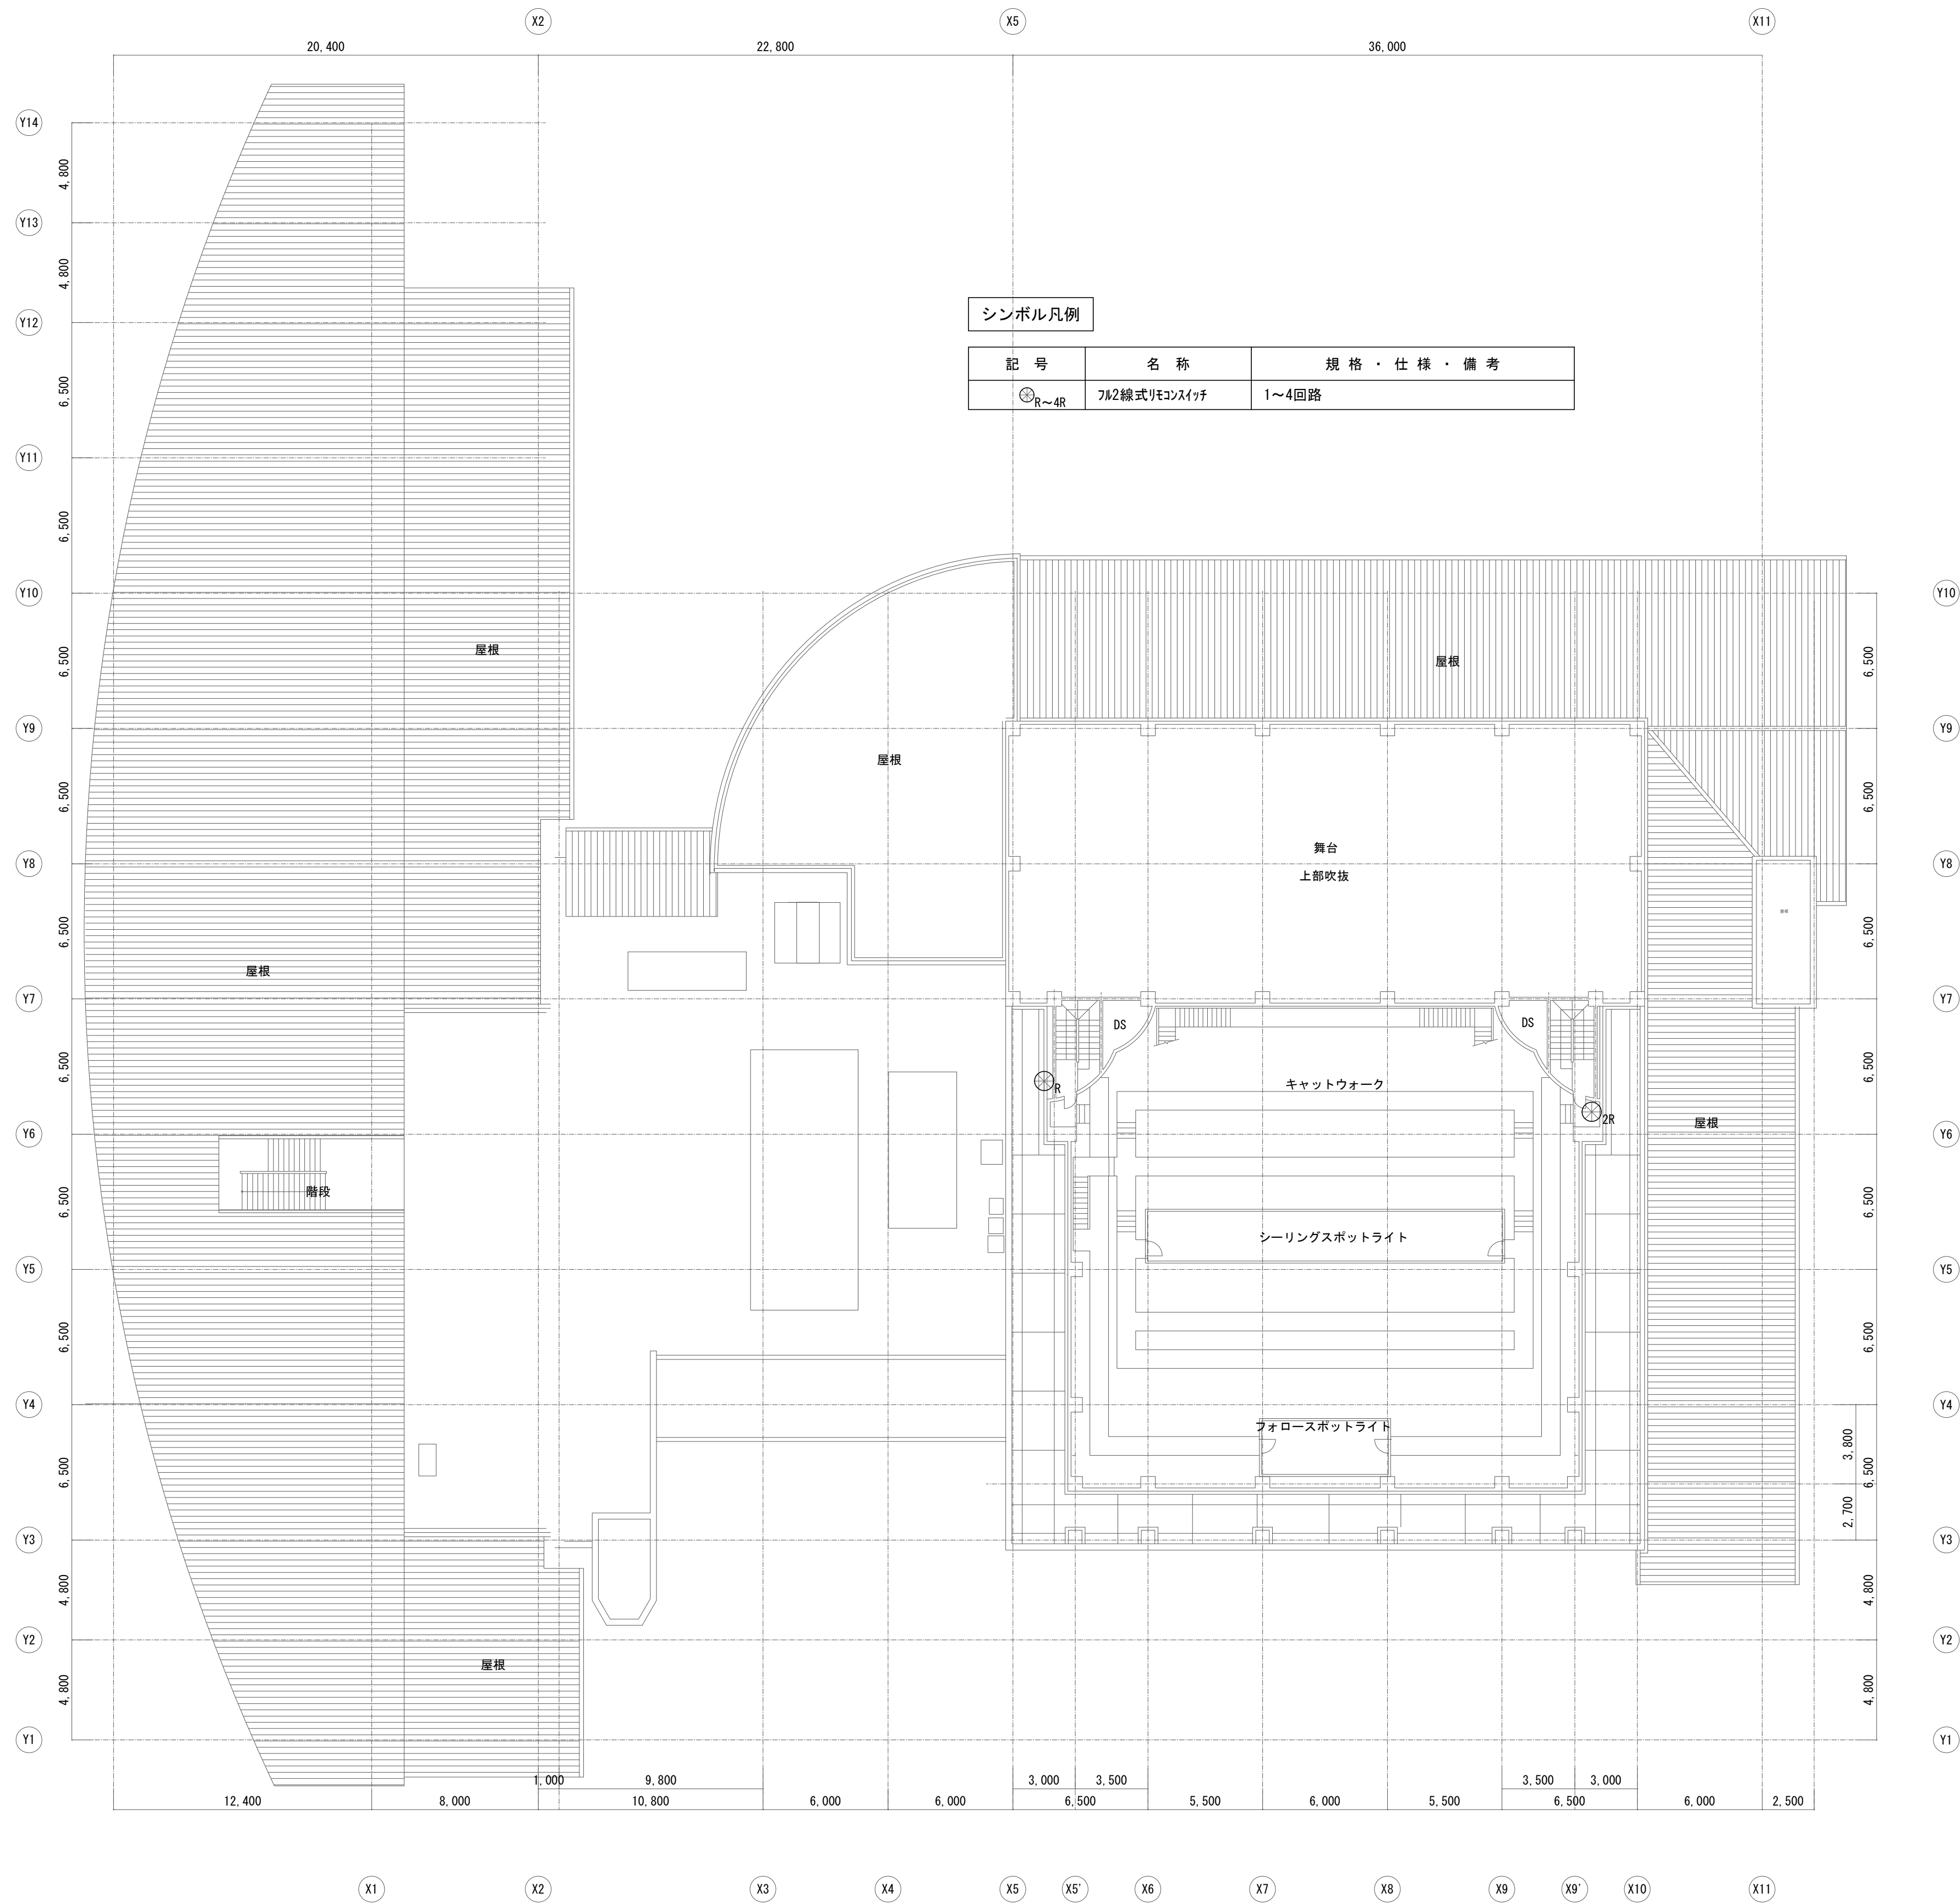 X2 X5 X11
20,400 22,800 36,000
Y14
4,800
Y13
4,800
Y12
シンボル凡例
記 号 名 称 規 格 ・ 仕 様 ・ 備 考
R～4R フル2線式リモコンスイッチ 1～4回路
6,500
Y11
6,500
Y10 Y10
屋根
屋根
6,500 6,500
Y9 Y9
屋根
6,500 6,500
舞台
Y8 Y8
上部吹抜
屋根
6,500 6,500
屋根
Y7 Y7
DS DS
6,500 6,500
キャットウォーク
R
2R
屋根
Y6 Y6
階段
6,500 6,500
シーリングスポットライト
Y5 Y5
6,500 6,500
Y4 Y4
フォロースポットライト
3,800
6,500 6,500
2,700
Y3 Y3
4,800 4,800
Y2 Y2
屋根
4,800 4,800
Y1 Y1
1,000 9,800 3,000 3,500 3,500 3,000
12,400 8,000 10,800 6,000 6,000 6,500 5,500 6,000 5,500 6,500 6,000 2,500
X1 X2 X3 X4 X5 X5' X6 X7 X8 X9 X9' X10 X11